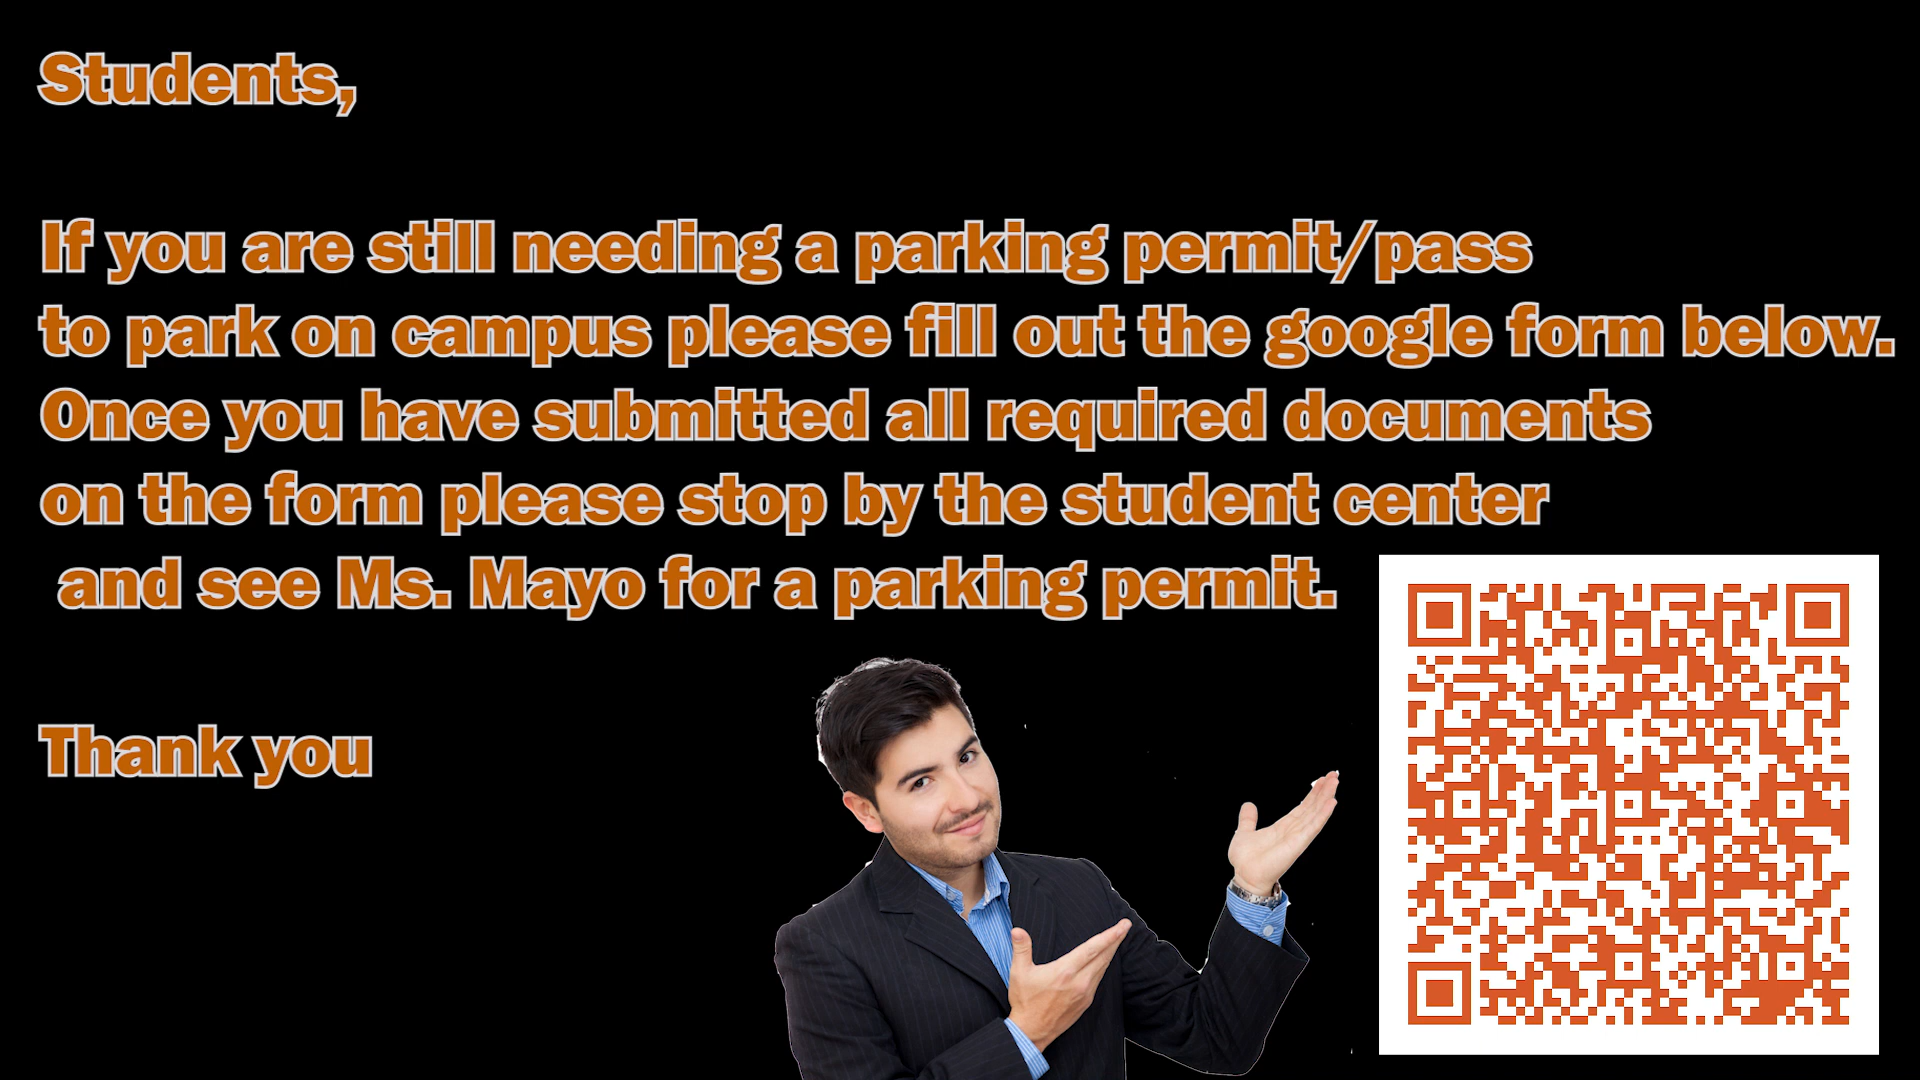 Students,
If you are still needing a parking permit/pass
to park on campus please fill out the google form below.
Once you have submitted all required documents
on the form please stop by the student center
and see Ms. Mayo for a parking permit.
Thank you